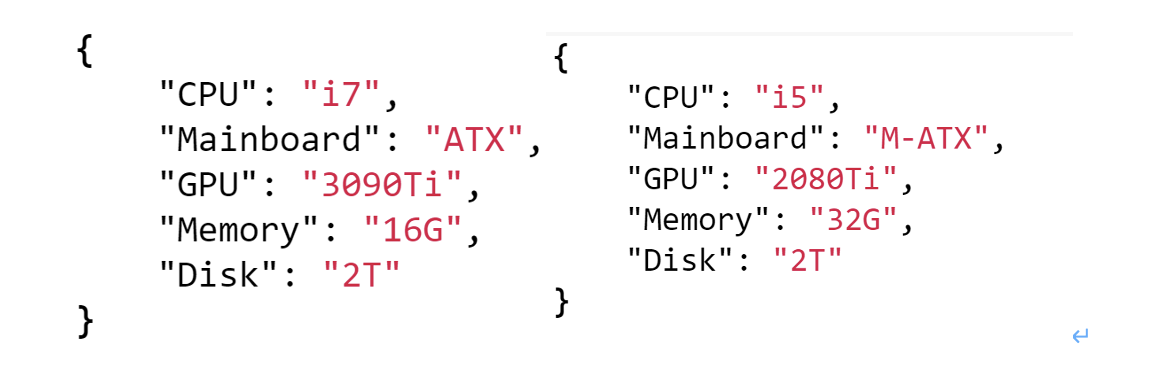 {
"CPU": "i7",
"Mainboard": "ATX",
"GPU": "3090Ti",
"Memory": "16G",
"Disk": "2T"
}
{
"CPU": "i5",
"Mainboard": "M-ATX",
"GPU": "2080Ti",
"Memory": "32G",
"Disk": "2T"
}
↵